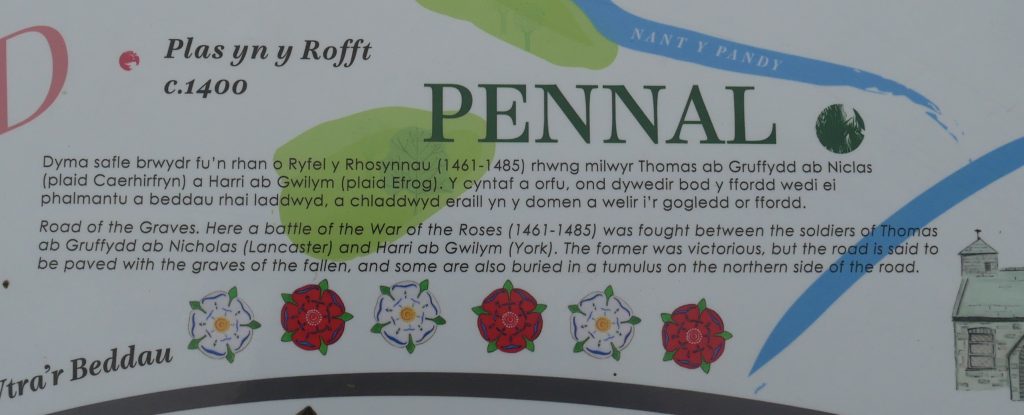 Plas yn y Rofft
c.1400
NANT Y PANDY
PENNAL
Dyma safle brwydr fu'n rhan o Ryfel y Rhosynnau (1461-1485) rhwng milwyr Thomas ab Gruffydd ab Niclas
(plaid Caerhirfryn) a Harri ab Gwilym (plaid Efrog). Y cyntaf a orfu, ond dywedir bod y ffordd wedi ei
phalmantu a beddau rhai laddwyd, a chladdwyd eraill yn y domen a welir i'r gogledd or ffordd.
Road of the Graves. Here a battle of the War of the Roses (1461-1485) was fought between the soldiers of Thomas
ab Gruffydd ab Nicholas (Lancaster) and Harri ab Gwilym (York). The former was victorious, but the road is said to
be paved with the graves of the fallen, and some are also buried in a tumulus on the northern side of the road.
Beddau